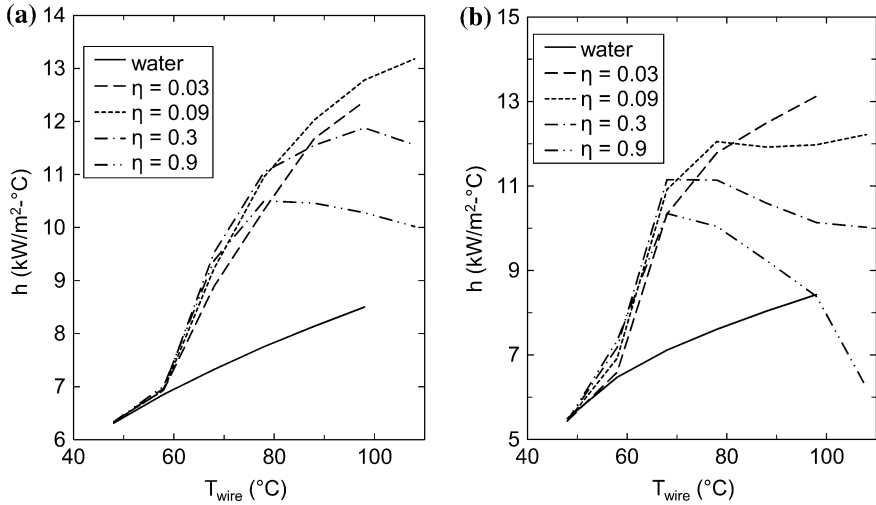 (a)
14
13
12
11
10
9
8
7
6
h (kW/m²-°C)
water
η = 0.03
η = 0.09
η = 0.3
η = 0.9
40
60
80
100
T_wire (°C)
(b)
15
13
11
9
7
5
h (kW/m²-°C)
water
η = 0.03
η = 0.09
η = 0.3
η = 0.9
40
60
80
100
T_wire (°C)